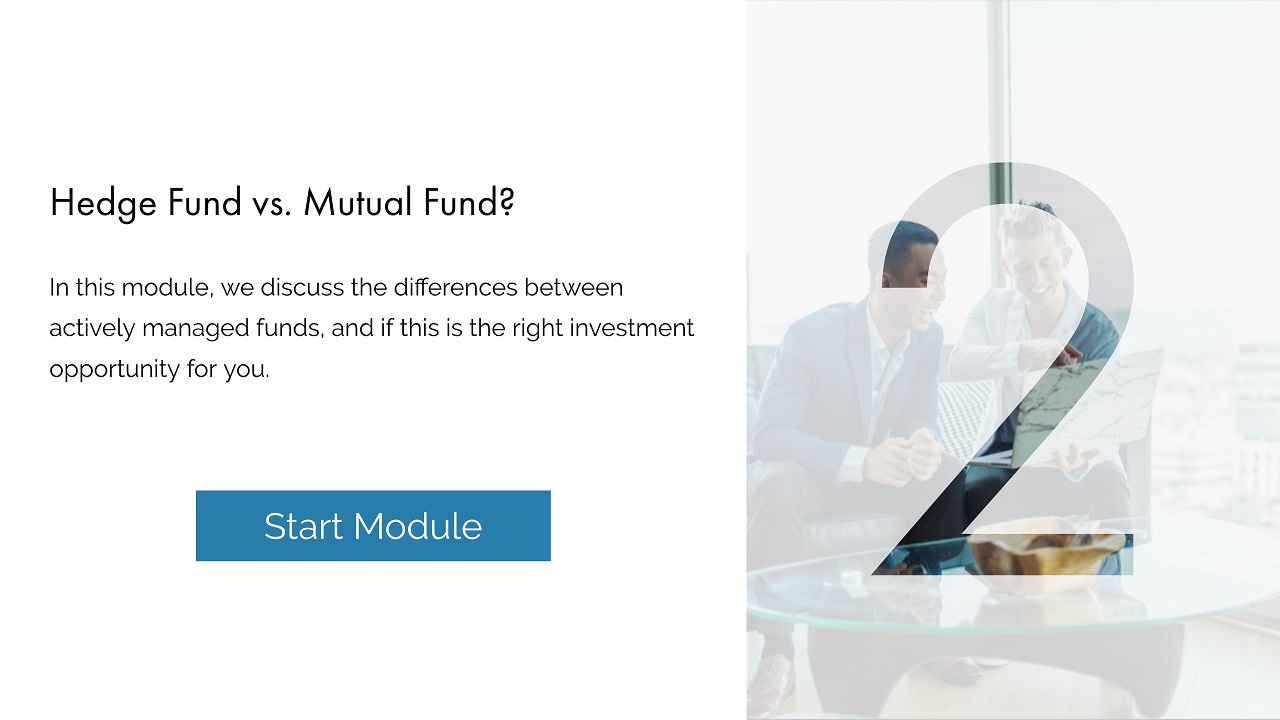 Hedge Fund vs. Mutual Fund?
In this module, we discuss the differences between
actively managed funds, and if this is the right investment
opportunity for you.
Start Module
2